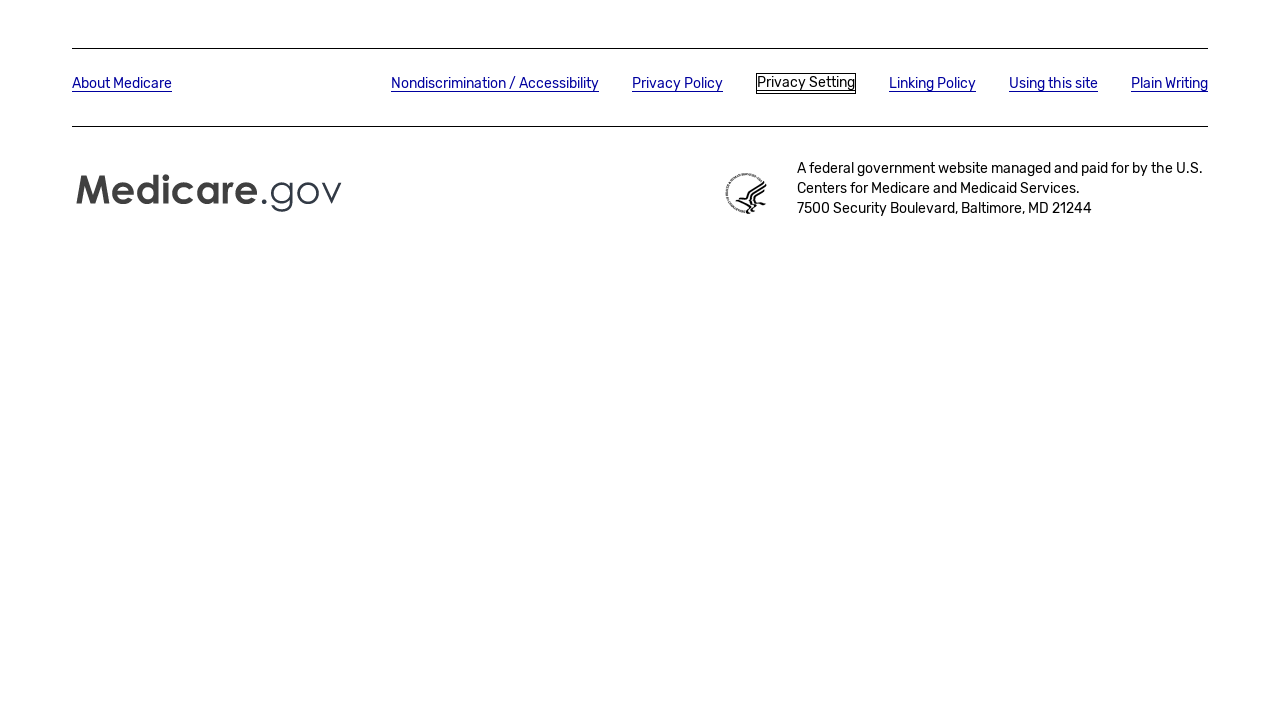 About Medicare
Nondiscrimination / Accessibility
Privacy Policy
Privacy Setting
Linking Policy
Using this site
Plain Writing
Medicare.gov
A federal government website managed and paid for by the U.S.
Centers for Medicare and Medicaid Services.
7500 Security Boulevard, Baltimore, MD 21244